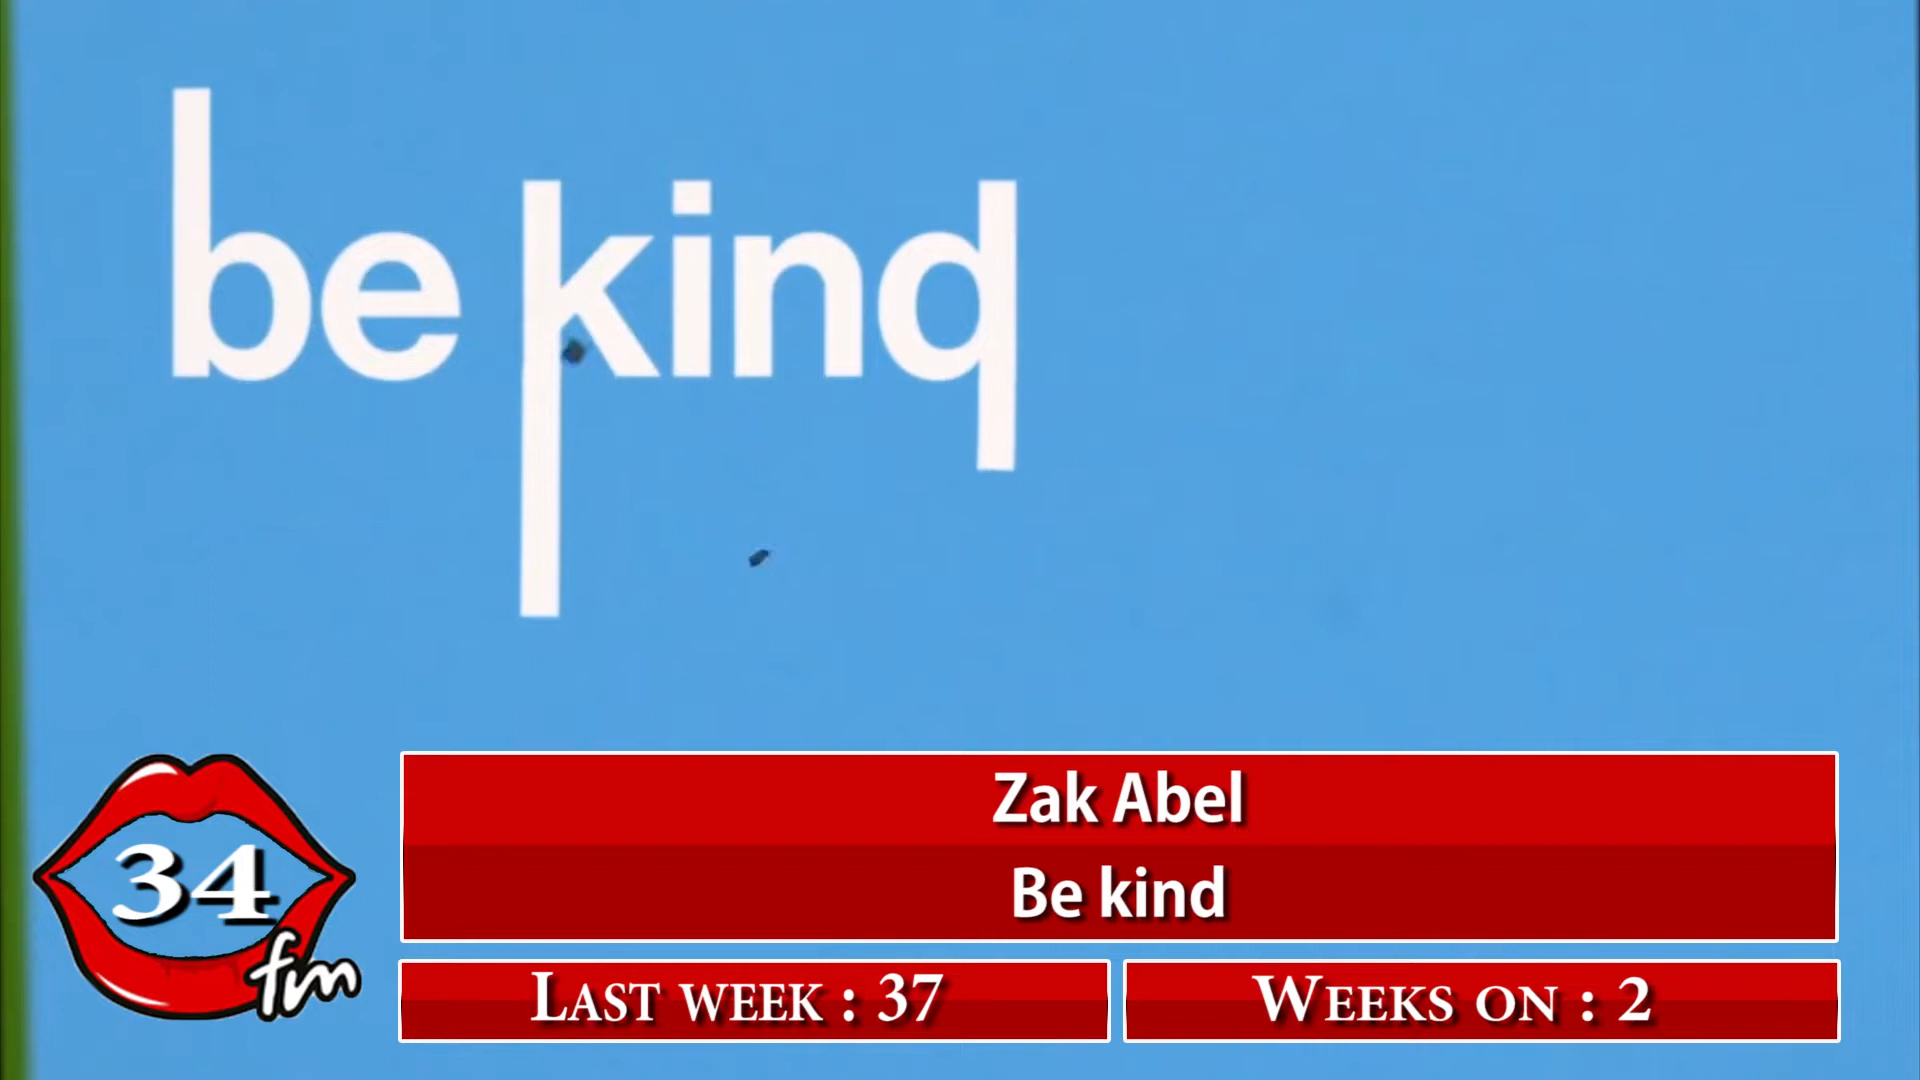 be kind
Zak Abel
Be kind
34
fm
LAST WEEK : 37
WEEKS ON : 2